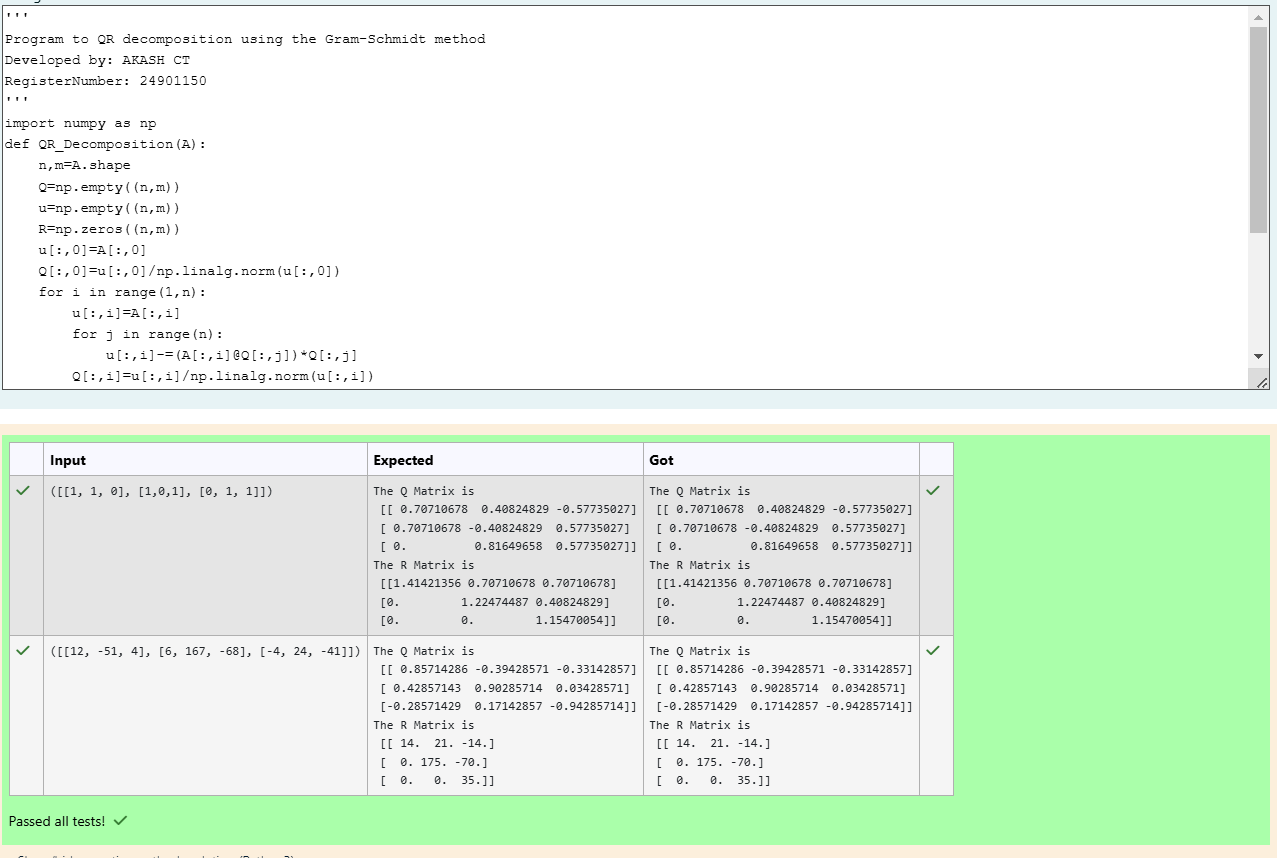 '''
Program to QR decomposition using the Gram-Schmidt method
Developed by: AKASH CT
RegisterNumber: 24901150
'''
import numpy as np
def QR_Decomposition(A):
    n,m=A.shape
    Q=np.empty((n,m))
    u=np.empty((n,m))
    R=np.zeros((n,m))
    u[:,0]=A[:,0]
    Q[:,0]=u[:,0]/np.linalg.norm(u[:,0])
    for i in range(1,n):
        u[:,i]=A[:,i]
        for j in range(n):
            u[:,i]-=(A[:,i]@Q[:,j])*Q[:,j]
        Q[:,i]=u[:,i]/np.linalg.norm(u[:,i])
Input Expected Got
([[1, 1, 0], [1,0,1], [0, 1, 1]]) The Q Matrix is The Q Matrix is
[[ 0.70710678  0.40824829 -0.57735027] [[ 0.70710678  0.40824829 -0.57735027]
[ 0.70710678 -0.40824829  0.57735027] [ 0.70710678 -0.40824829  0.57735027]
[ 0.          0.81649658  0.57735027]] [ 0.          0.81649658  0.57735027]]
The R Matrix is The R Matrix is
[[1.41421356 0.70710678 0.70710678] [[1.41421356 0.70710678 0.70710678]
[0.         1.22474487 0.40824829] [0.         1.22474487 0.40824829]
[0.         0.         1.15470054]] [0.         0.         1.15470054]]
([[12, -51, 4], [6, 167, -68], [-4, 24, -41]]) The Q Matrix is The Q Matrix is
[[ 0.85714286 -0.39428571 -0.33142857] [[ 0.85714286 -0.39428571 -0.33142857]
[ 0.42857143  0.90285714  0.03428571] [ 0.42857143  0.90285714  0.03428571]
[-0.28571429  0.17142857 -0.94285714]] [-0.28571429  0.17142857 -0.94285714]]
The R Matrix is The R Matrix is
[[ 14.  21. -14.] [[ 14.  21. -14.]
[  0. 175. -70.] [  0. 175. -70.]
[  0.   0.  35.]] [  0.   0.  35.]]
Passed all tests!